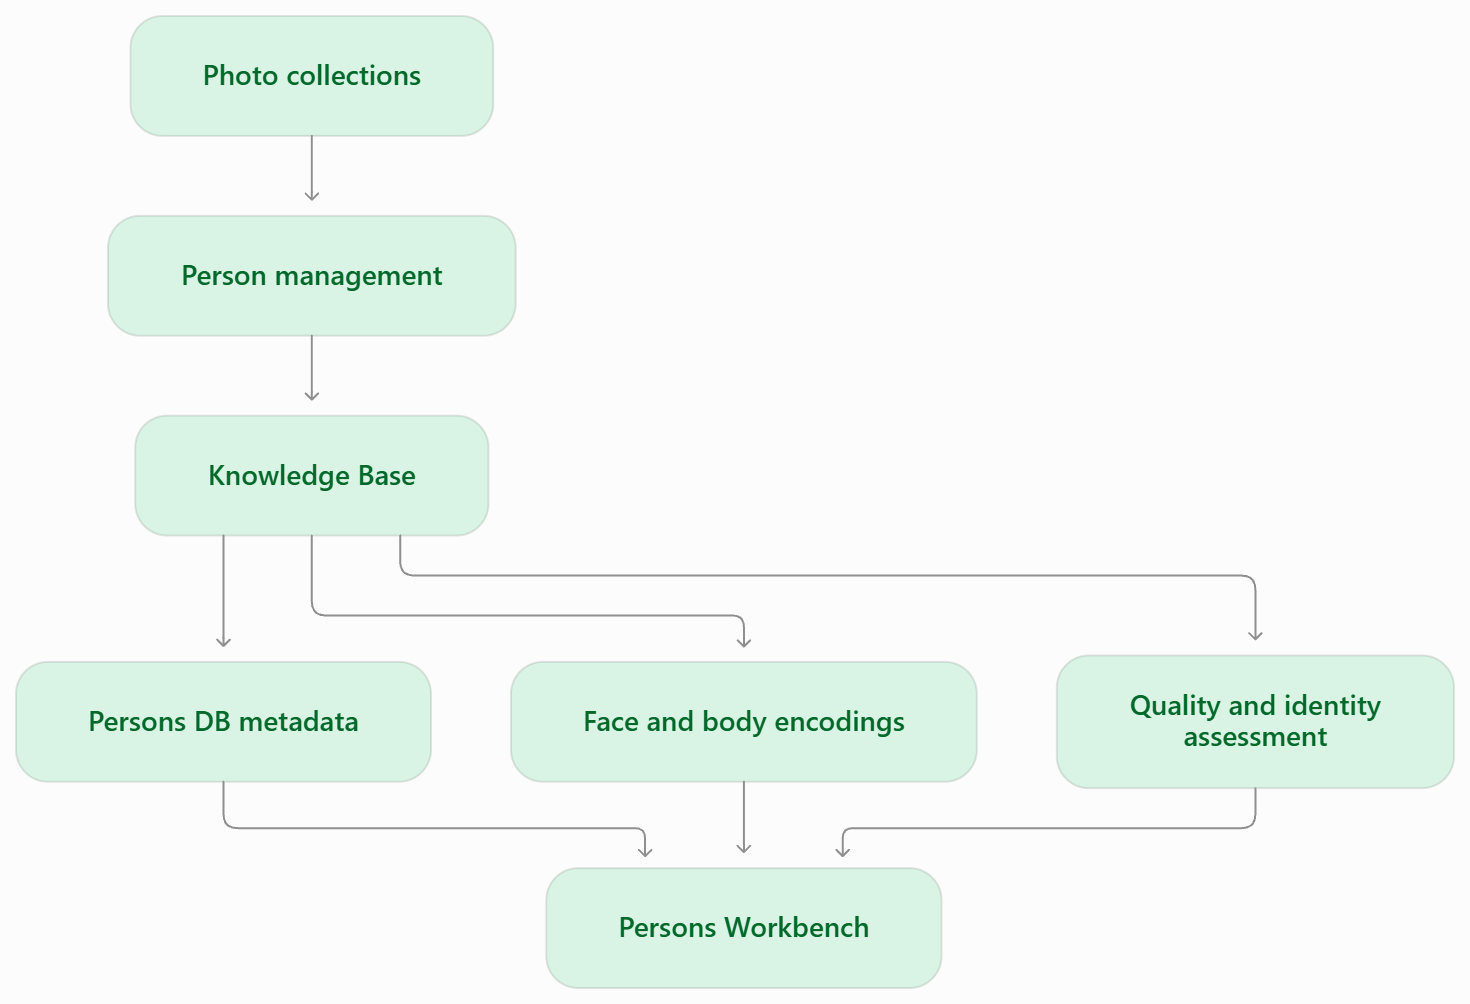 Photo collections
Person management
Knowledge Base
Persons DB metadata
Face and body encodings
Quality and identity
assessment
Persons Workbench